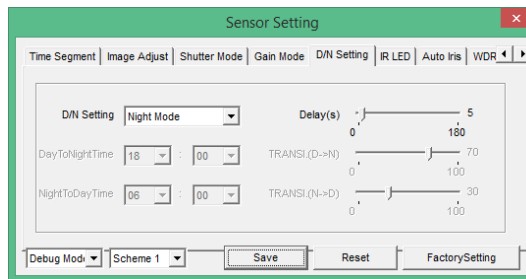 Sensor Setting
Time Segment Image Adjust Shutter Mode Gain Mode D/N Setting IR LED Auto Iris WDR
D/N Setting Night Mode Delay(s) 5
0 180
DayToNightTime 18 : 00 TRANSI.(D->N) 70
0 100
NightToDayTime 06 : 00 TRANSI.(N->D) 30
0 100
Debug Mod Scheme 1 Save Reset FactorySetting